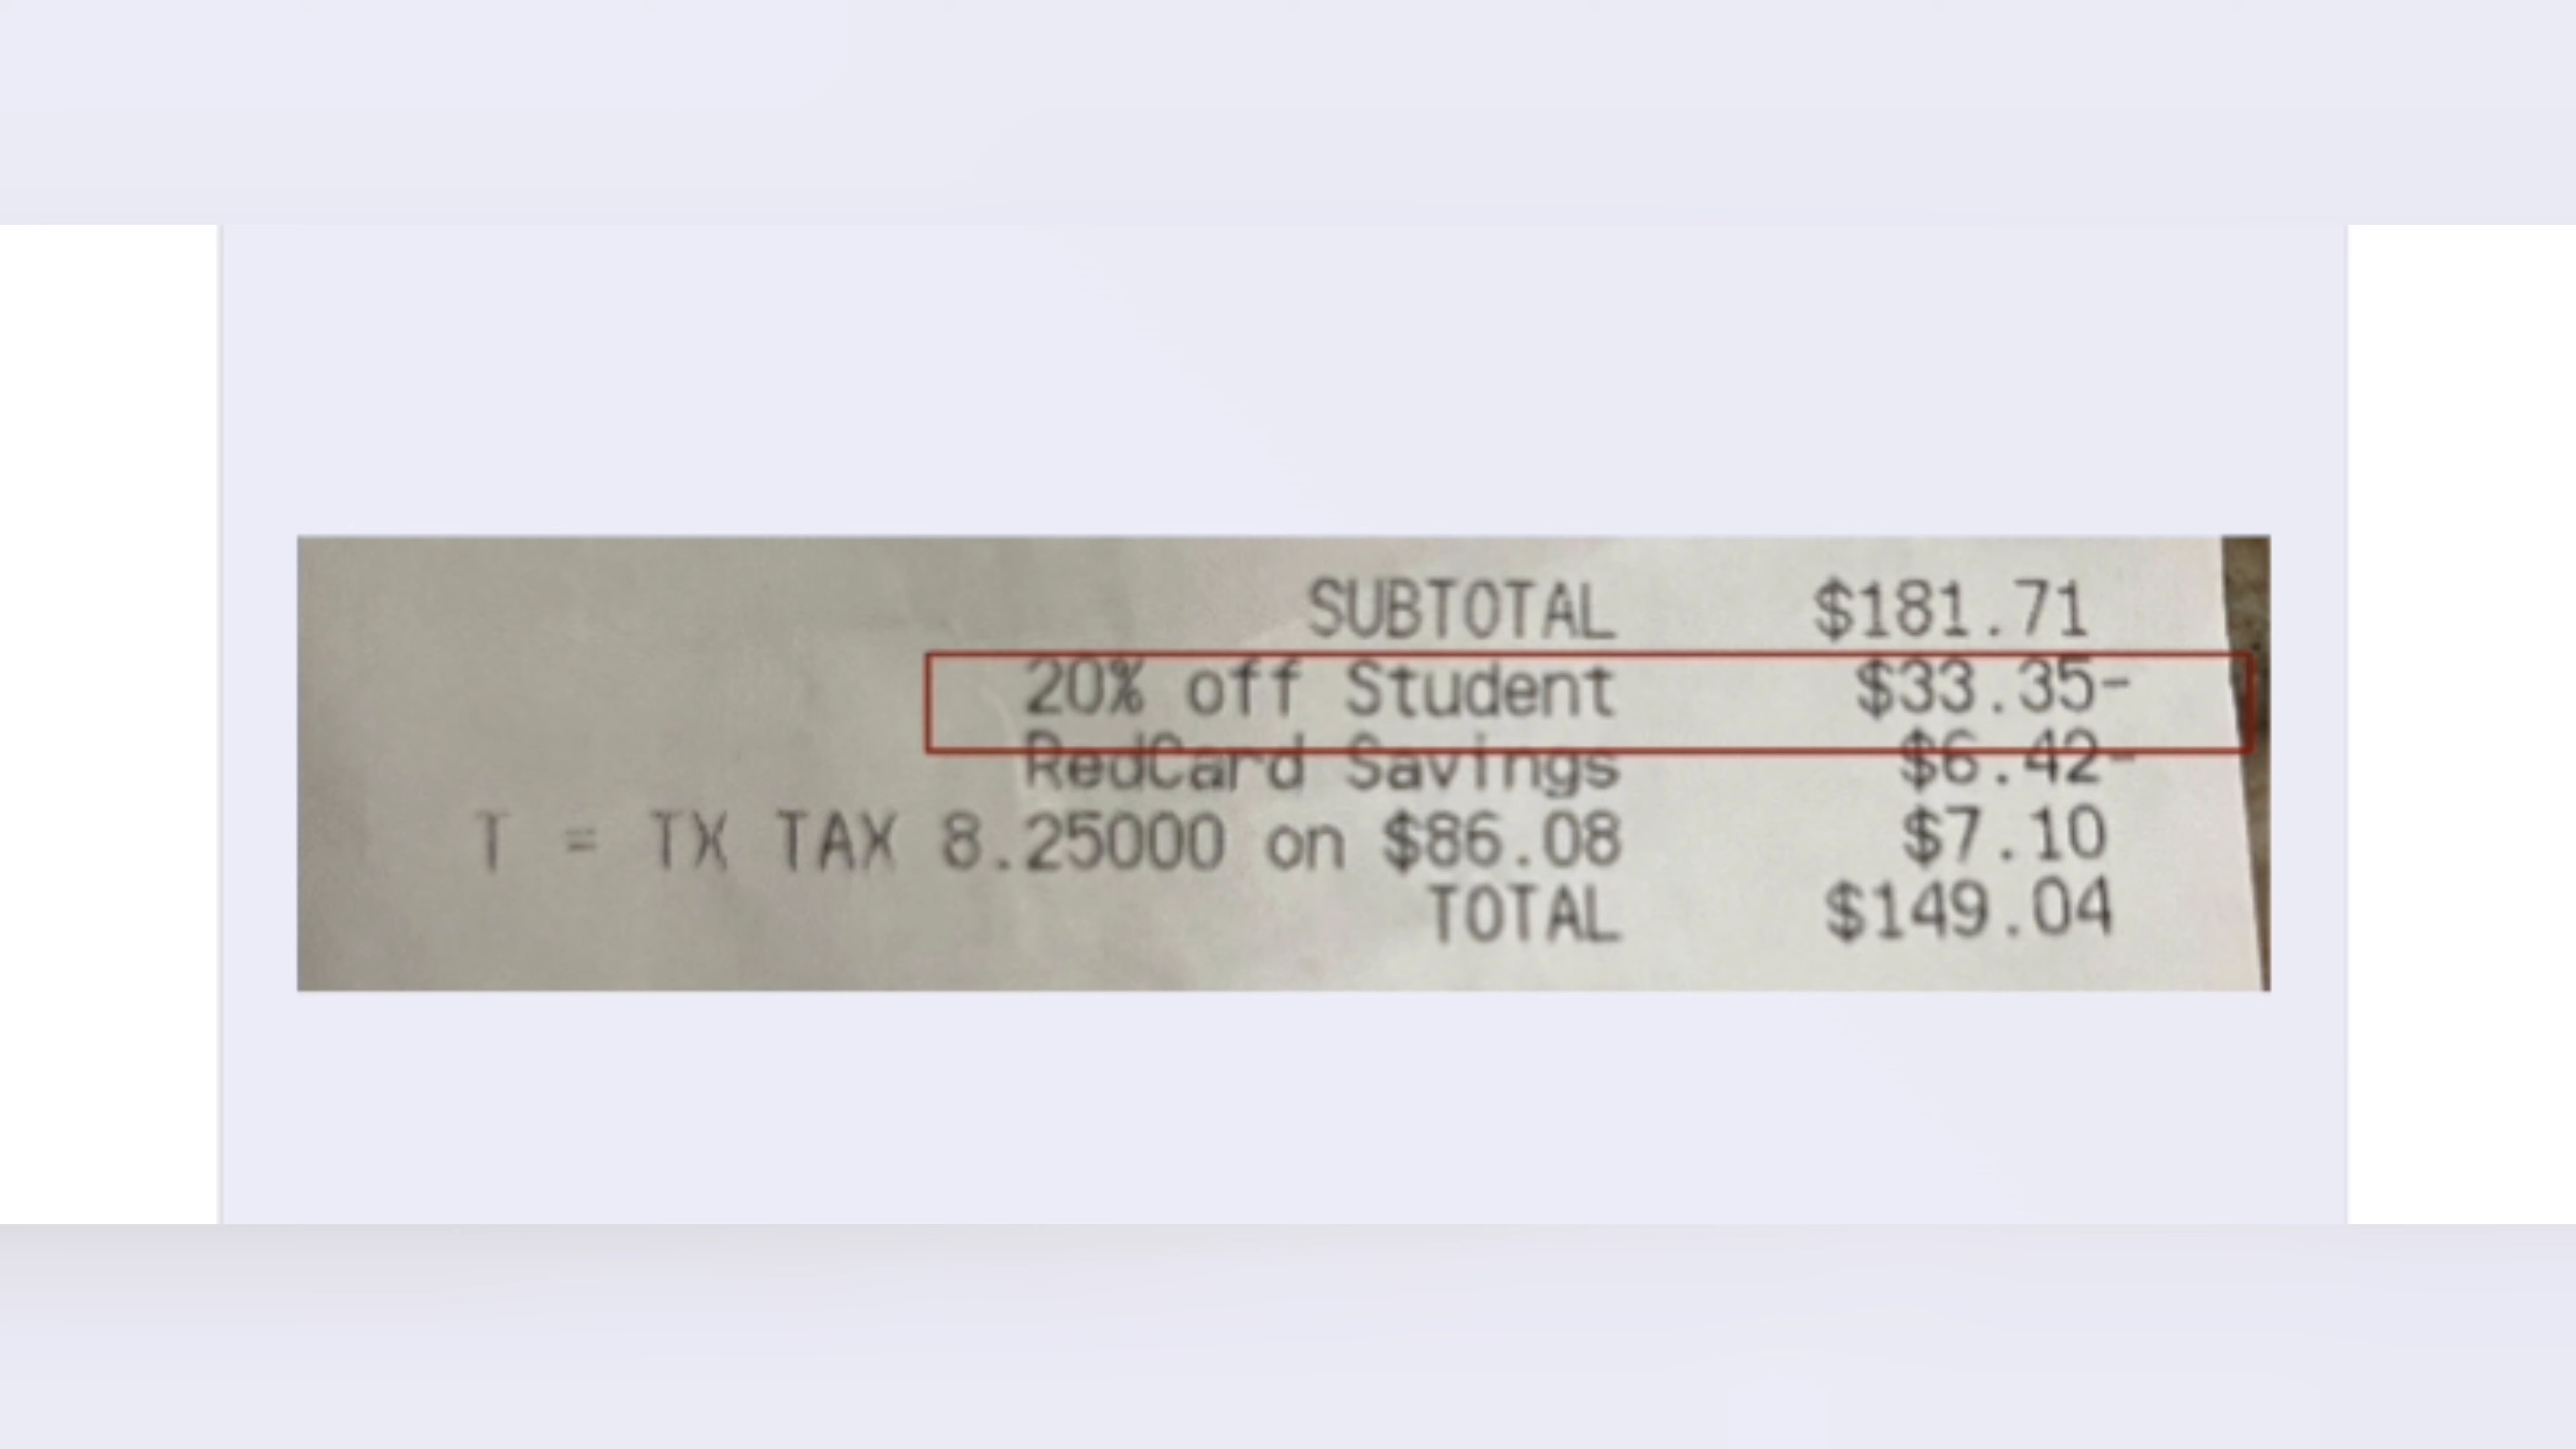 SUBTOTAL $181.71
20% off Student $33.35-
RedCard Savings $6.42-
T = TX TAX 8.25000 on $86.08 $7.10
TOTAL $149.04